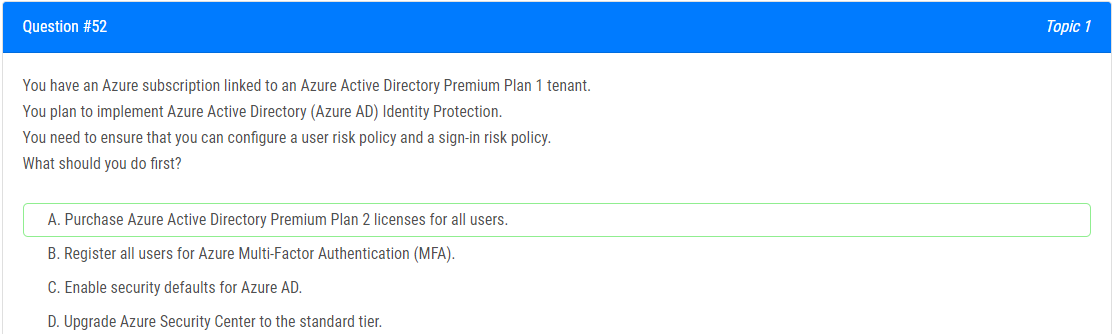 Question #52
Topic 1
You have an Azure subscription linked to an Azure Active Directory Premium Plan 1 tenant.
You plan to implement Azure Active Directory (Azure AD) Identity Protection.
You need to ensure that you can configure a user risk policy and a sign-in risk policy.
What should you do first?
A. Purchase Azure Active Directory Premium Plan 2 licenses for all users.
B. Register all users for Azure Multi-Factor Authentication (MFA).
C. Enable security defaults for Azure AD.
D. Upgrade Azure Security Center to the standard tier.